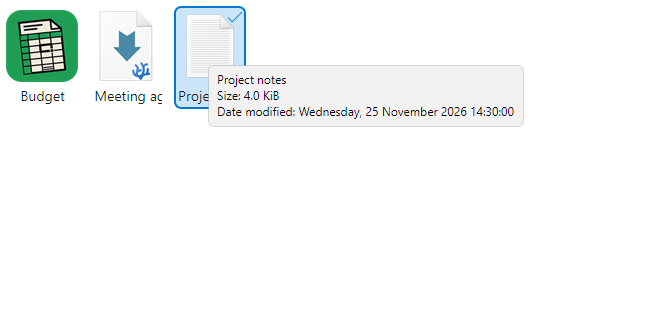 Budget
Meeting ag
Proje
Project notes
Size: 4.0 KiB
Date modified: Wednesday, 25 November 2026 14:30:00